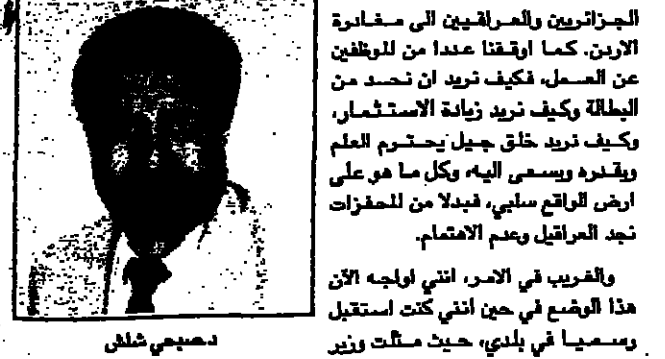 الجزائريين والعراقيين الى مغادرة
الاردن. كما اوقفنا عددا من الموظفين
عن العمل، فكيف نريد ان نحد من
البطالة وكيف نريد زيادة الاستثمار،
وكيف نريد خلق جيل يحترم العلم
ويقدره ويسعى اليه، وكل ما هو على
ارض الواقع سلبي، فبدلا من المحفزات
نجد العراقيل وعدم الاهتمام.
والغريب في الامر، انني اواجه الآن
هذا الوضع في حين انني كنت استقبل
رسميا في بلدي، حيث مثلت وزير
د.صبحي شلش